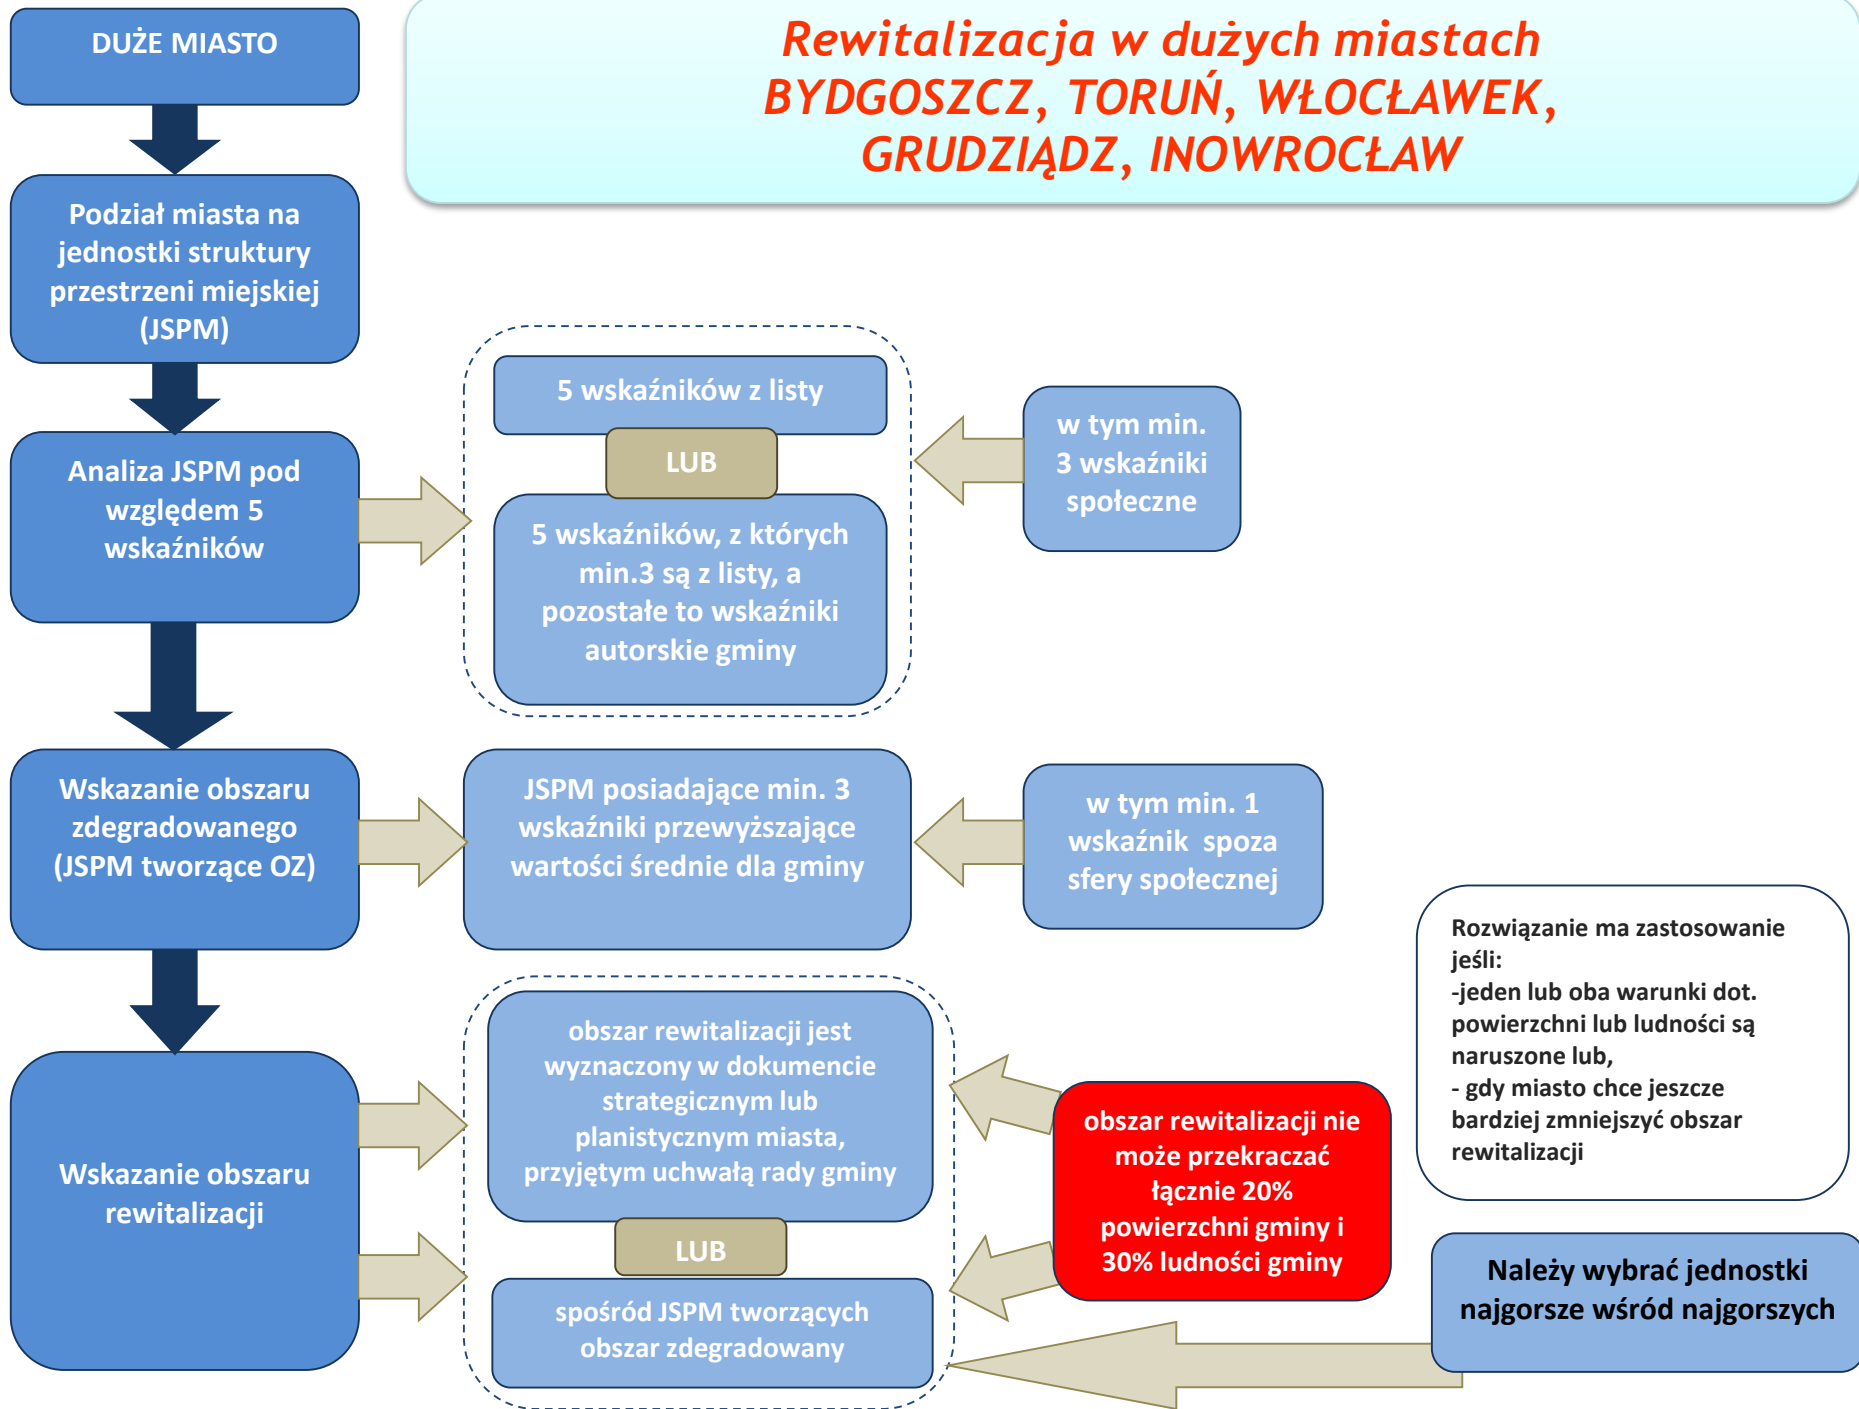 DUŻE MIASTO
Rewitalizacja w dużych miastach
BYDGOSZCZ, TORUŃ, WŁOCŁAWEK,
GRUDZIĄDZ, INOWROCŁAW
Podział miasta na
jednostki struktury
przestrzeni miejskiej
(JSPM)
Analiza JSPM pod
względem 5
wskaźników
5 wskaźników z listy
LUB
5 wskaźników, z których
min.3 są z listy, a
pozostałe to wskaźniki
autorskie gminy
w tym min.
3 wskaźniki
społeczne
Wskazanie obszaru
zdegradowanego
(JSPM tworzące OZ)
JSPM posiadające min. 3
wskaźniki przewyższające
wartości średnie dla gminy
w tym min. 1
wskaźnik spoza
sfery społecznej
Wskazanie obszaru
rewitalizacji
obszar rewitalizacji jest
wyznaczony w dokumencie
strategicznym lub
planistycznym miasta,
przyjętym uchwałą rady gminy
LUB
spośród JSPM tworzących
obszar zdegradowany
obszar rewitalizacji nie
może przekraczać
łącznie 20%
powierzchni gminy i
30% ludności gminy
Rozwiązanie ma zastosowanie
jeśli:
-jeden lub oba warunki dot.
powierzchni lub ludności są
naruszone lub,
- gdy miasto chce jeszcze
bardziej zmniejszyć obszar
rewitalizacji
Należy wybrać jednostki
najgorsze wśród najgorszych